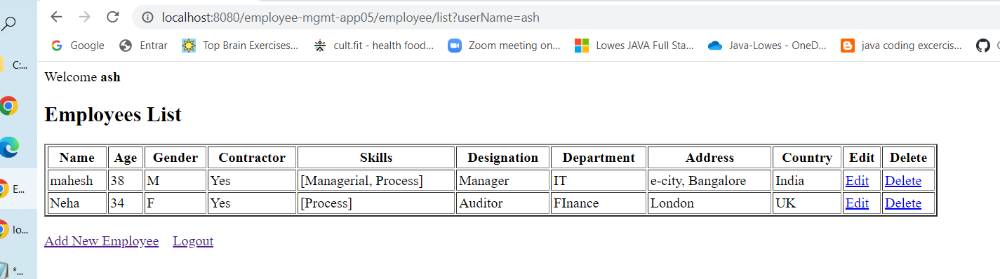 localhost:8080/employee-mgmt-app05/employee/list?userName=ash
Google Entrar Top Brain Exercises... cult.fit - health food... Zoom meeting on... Lowes JAVA Full Sta... Java-Lowes - OneD... java coding excercis...
C:...
E...
lo...
*...
Welcome ash
Employees List
Name Age Gender Contractor Skills Designation Department Address Country Edit Delete
mahesh 38 M Yes [Managerial, Process] Manager IT e-city, Bangalore India Edit Delete
Neha 34 F Yes [Process] Auditor FInance London UK Edit Delete
Add New Employee Logout